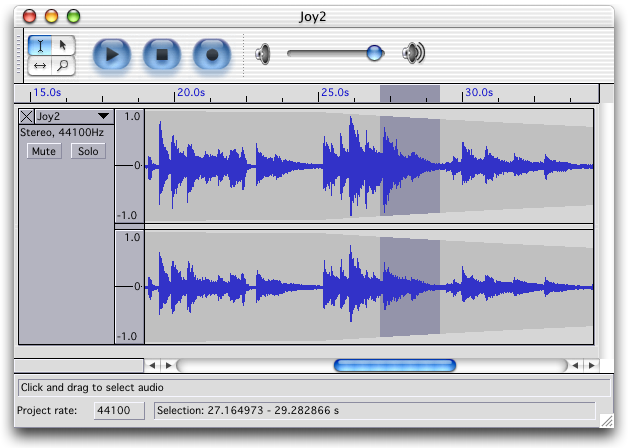 Joy2
15.0s 20.0s 25.0s 30.0s
Joy2
Stereo, 44100Hz
Mute Solo
1.0
0
-1.0
1.0
0
-1.0
Click and drag to select audio
Project rate: 44100 Selection: 27.164973 - 29.282866 s